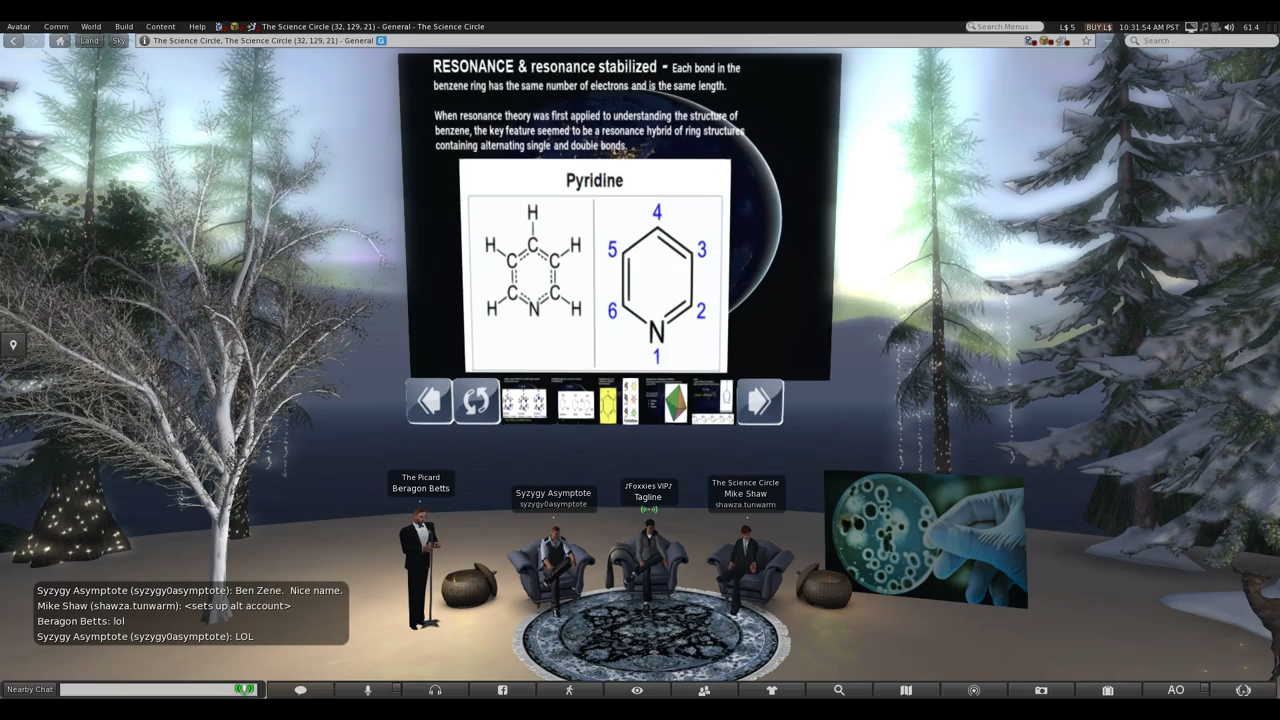 Avatar Comm World Build Content Help The Science Circle (32, 129, 21) - General - The Science Circle Search Menus L$ 5 BUY L$ 10:31:54 AM PST 61.4
Land Sky The Science Circle, The Science Circle (32, 129, 21) - General G Search
RESONANCE & resonance stabilized - Each bond in the
benzene ring has the same number of electrons and is the same length.
When resonance theory was first applied to understanding the structure of
benzene, the key feature seemed to be a resonance hybrid of ring structures
containing alternating single and double bonds.
Pyridine
H
H C H
C C
C C
H N H
4
5 3
6 2
N
1
The Picard
Beragon Betts
Syzygy Asymptote
syzygy0asymptote
♪Foxxies VIP♪
Tagline
The Science Circle
Mike Shaw
shawza.tunwarm
Syzygy Asymptote (syzygy0asymptote): Ben Zene. Nice name.
Mike Shaw (shawza.tunwarm): <sets up alt account>
Beragon Betts: lol
Syzygy Asymptote (syzygy0asymptote): LOL
Nearby Chat AO